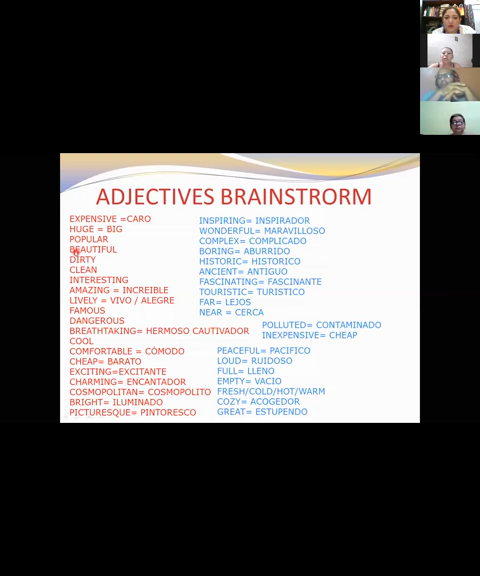 ADJECTIVES BRAINSTRORM
EXPENSIVE =CARO
HUGE = BIG
POPULAR
BEAUTIFUL
DIRTY
CLEAN
INTERESTING
AMAZING = INCREIBLE
LIVELY = VIVO / ALEGRE
FAMOUS
DANGEROUS
BREATHTAKING= HERMOSO CAUTIVADOR
COOL
COMFORTABLE = CÓMODO
CHEAP= BARATO
EXCITING=EXCITANTE
CHARMING= ENCANTADOR
COSMOPOLITAN= COSMOPOLITO
BRIGHT= ILUMINADO
PICTURESQUE= PINTORESCO
INSPIRING= INSPIRADOR
WONDERFUL= MARAVILLOSO
COMPLEX= COMPLICADO
BORING= ABURRIDO
HISTORIC= HISTORICO
ANCIENT= ANTIGUO
FASCINATING= FASCINANTE
TOURISTIC= TURISTICO
FAR= LEJOS
NEAR = CERCA
POLLUTED= CONTAMINADO
INEXPENSIVE= CHEAP
PEACEFUL= PACIFICO
LOUD= RUIDOSO
FULL= LLENO
EMPTY= VACIO
FRESH/COLD/HOT/WARM
COZY= ACOGEDOR
GREAT= ESTUPENDO